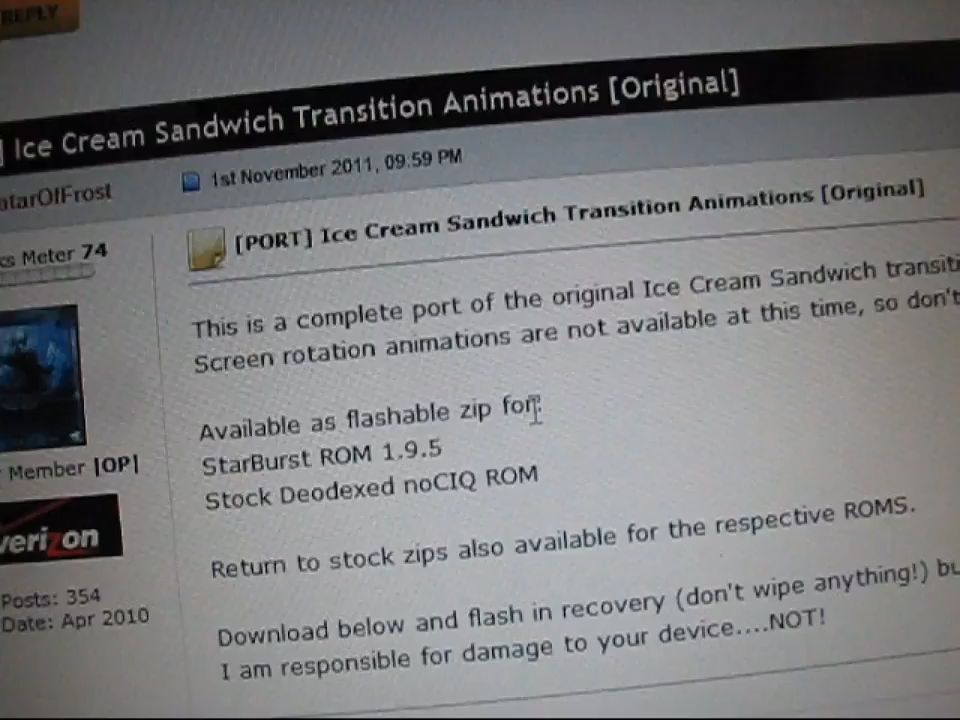 REPLY
] Ice Cream Sandwich Transition Animations [Original]
1st November 2011, 09:59 PM
Meter 74
[PORT] Ice Cream Sandwich Transition Animations [Original]
This is a complete port of the original Ice Cream Sandwich transiti
Screen rotation animations are not available at this time, so don't
Available as flashable zip for:
StarBurst ROM 1.9.5
Stock Deodexed noCIQ ROM
Member [OP]
verizon
Return to stock zips also available for the respective ROMS.
Posts: 354
Date: Apr 2010
Download below and flash in recovery (don't wipe anything!) bu
I am responsible for damage to your device....NOT!